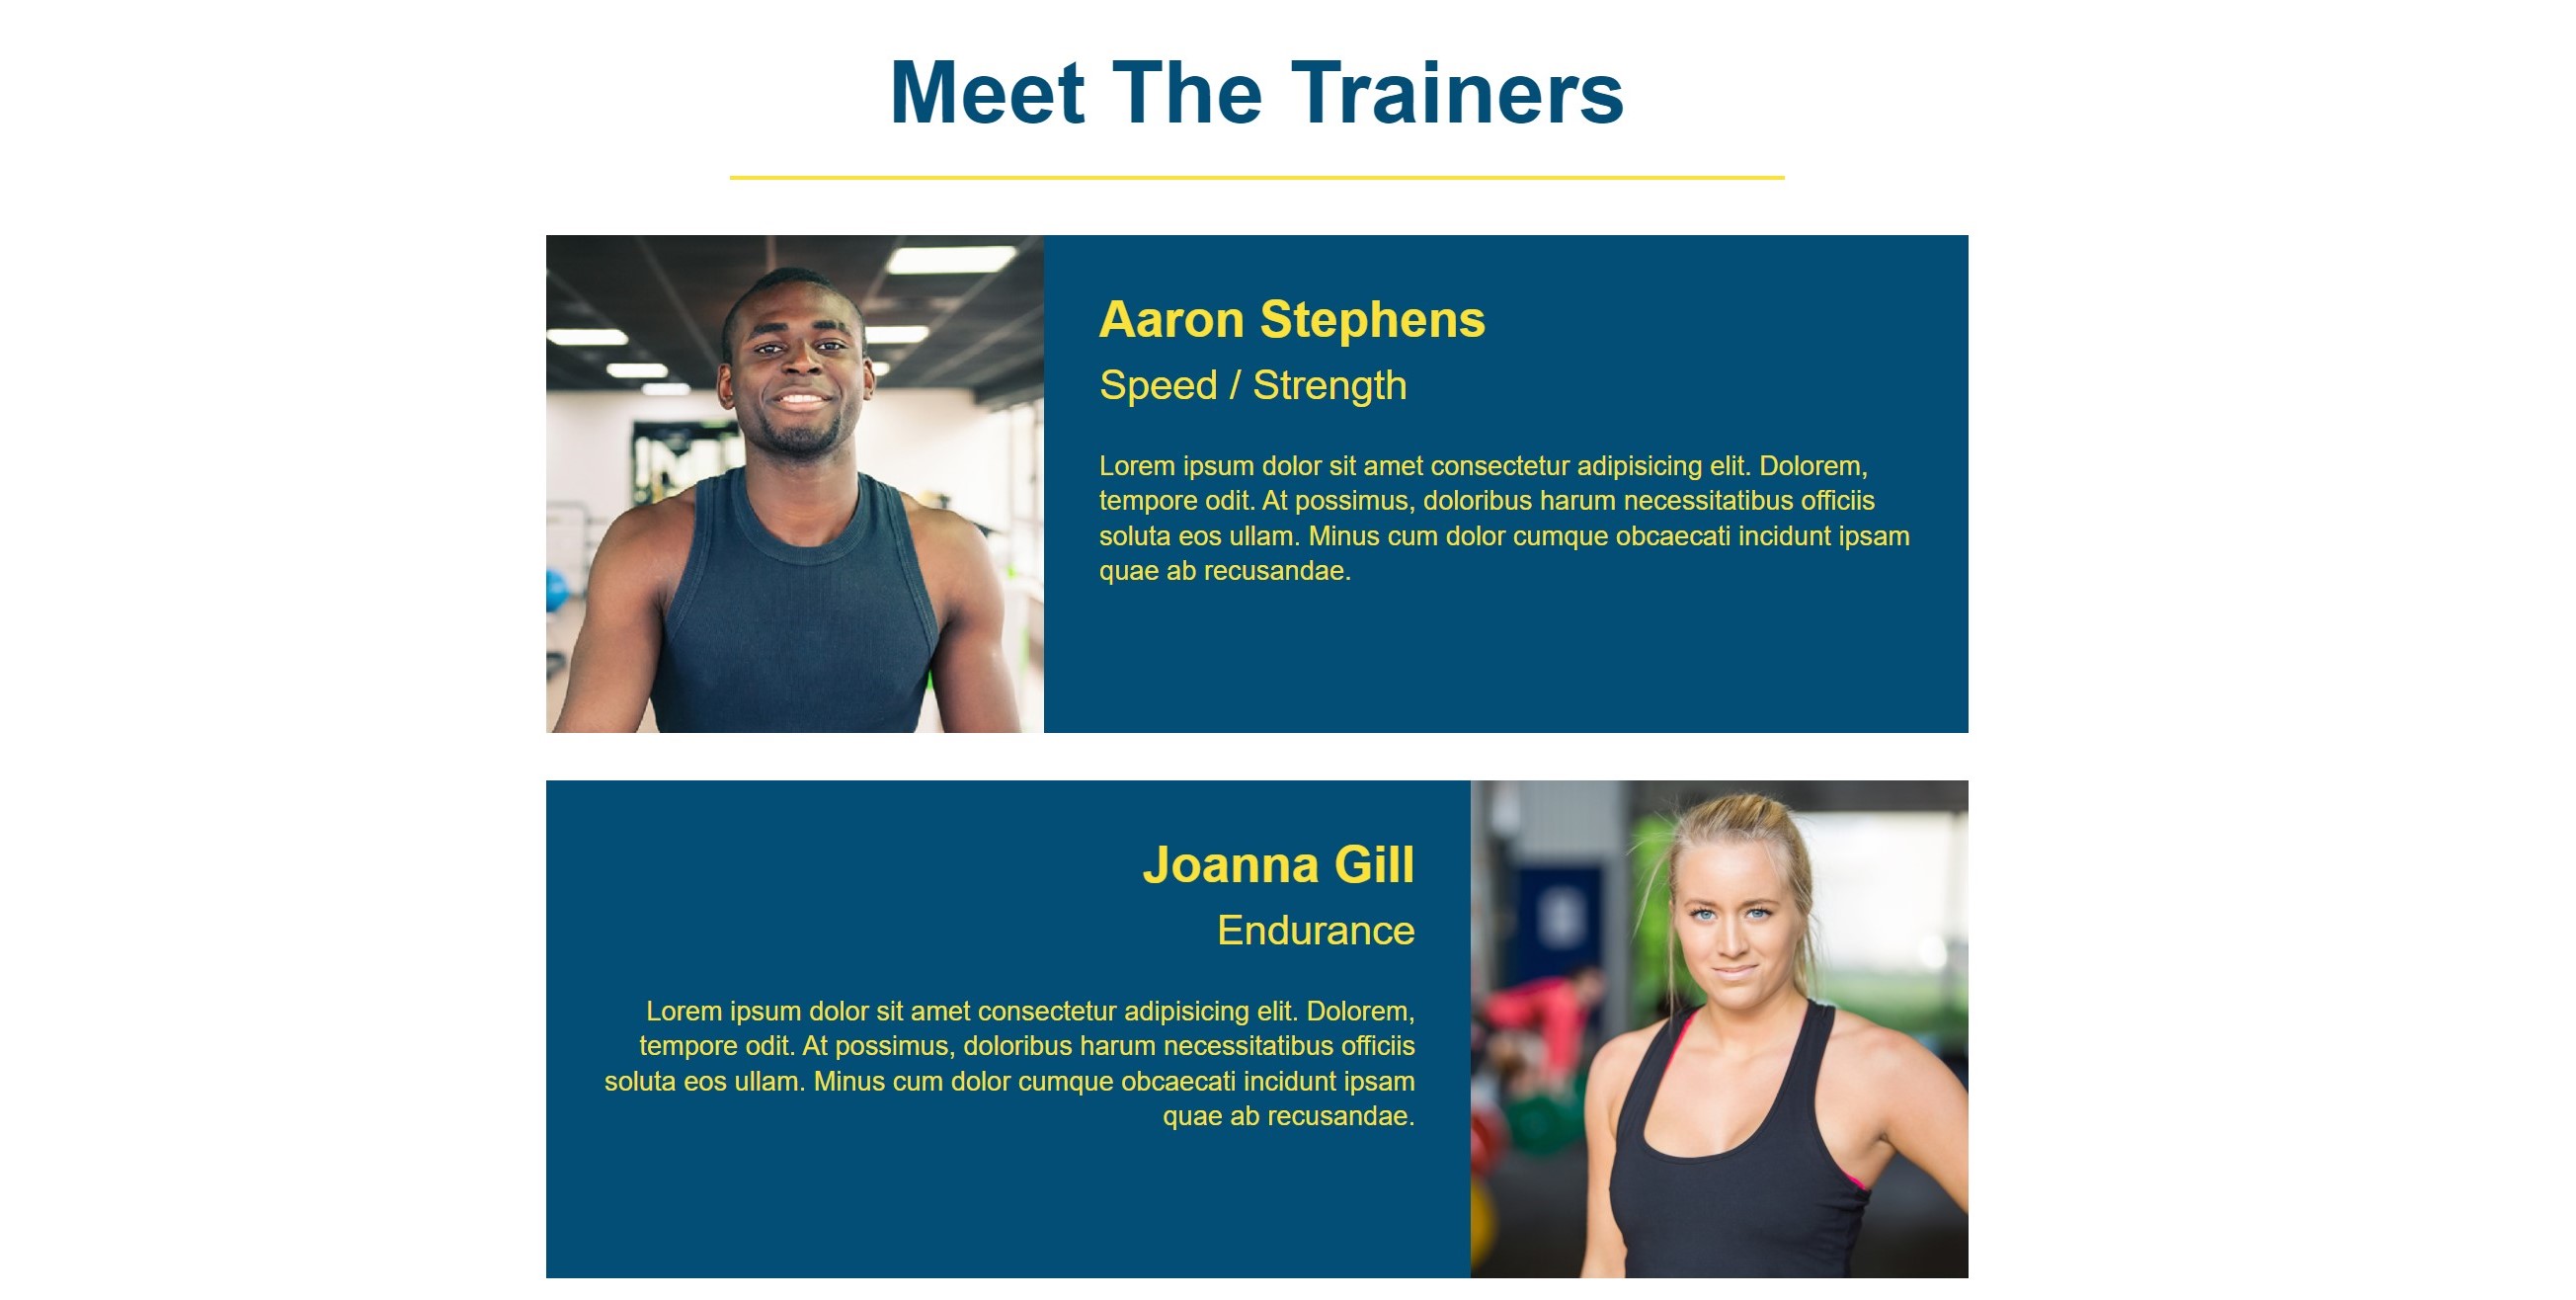 Meet The Trainers
Aaron Stephens
Speed / Strength
Lorem ipsum dolor sit amet consectetur adipisicing elit. Dolorem,
tempore odit. At possimus, doloribus harum necessitatibus officiis
soluta eos ullam. Minus cum dolor cumque obcaecati incidunt ipsam
quae ab recusandae.
Joanna Gill
Endurance
Lorem ipsum dolor sit amet consectetur adipisicing elit. Dolorem,
tempore odit. At possimus, doloribus harum necessitatibus officiis
soluta eos ullam. Minus cum dolor cumque obcaecati incidunt ipsam
quae ab recusandae.